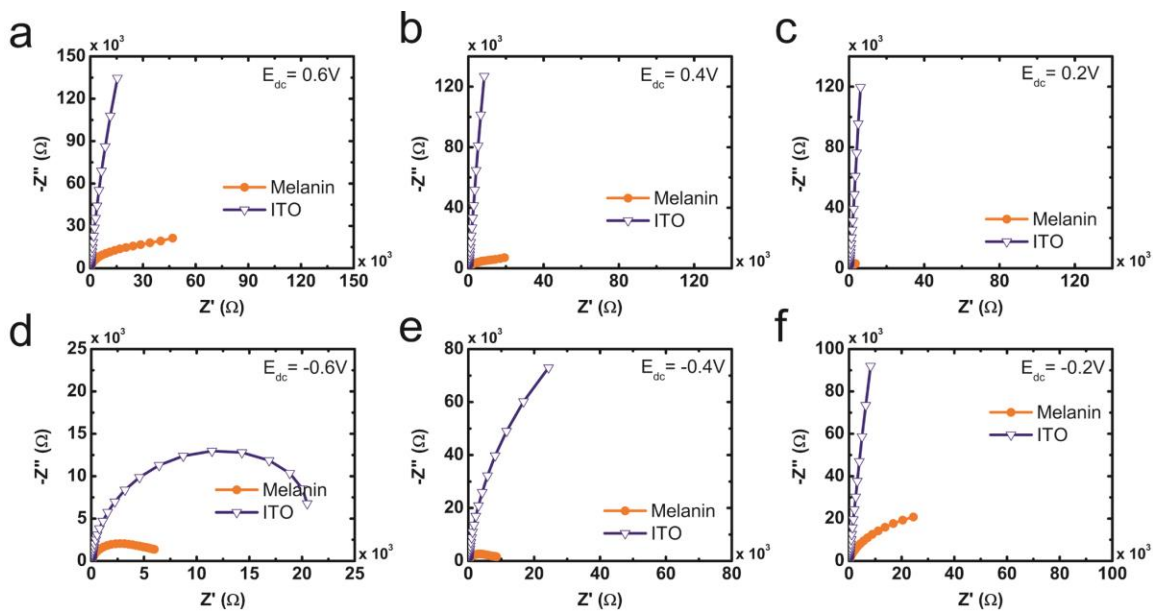 a
x 10³
150
120
90
60
30
0
-Z'' (Ω)
E_dc= 0.6V
Melanin
ITO
0 30 60 90 120 150
x 10³
Z' (Ω)
b
x 10³
120
80
40
0
-Z'' (Ω)
E_dc= 0.4V
Melanin
ITO
0 40 80 120
x 10³
Z' (Ω)
c
x 10³
120
80
40
0
-Z'' (Ω)
E_dc= 0.2V
Melanin
ITO
0 40 80 120
x 10³
Z' (Ω)
d
x 10³
25
20
15
10
5
0
-Z'' (Ω)
E_dc= -0.6V
Melanin
ITO
0 5 10 15 20 25
x 10³
Z' (Ω)
e
x 10³
80
60
40
20
0
-Z'' (Ω)
E_dc= -0.4V
Melanin
ITO
0 20 40 60 80
x 10³
Z' (Ω)
f
x 10³
100
80
60
40
20
0
-Z'' (Ω)
E_dc= -0.2V
Melanin
ITO
0 20 40 60 80 100
x 10³
Z' (Ω)